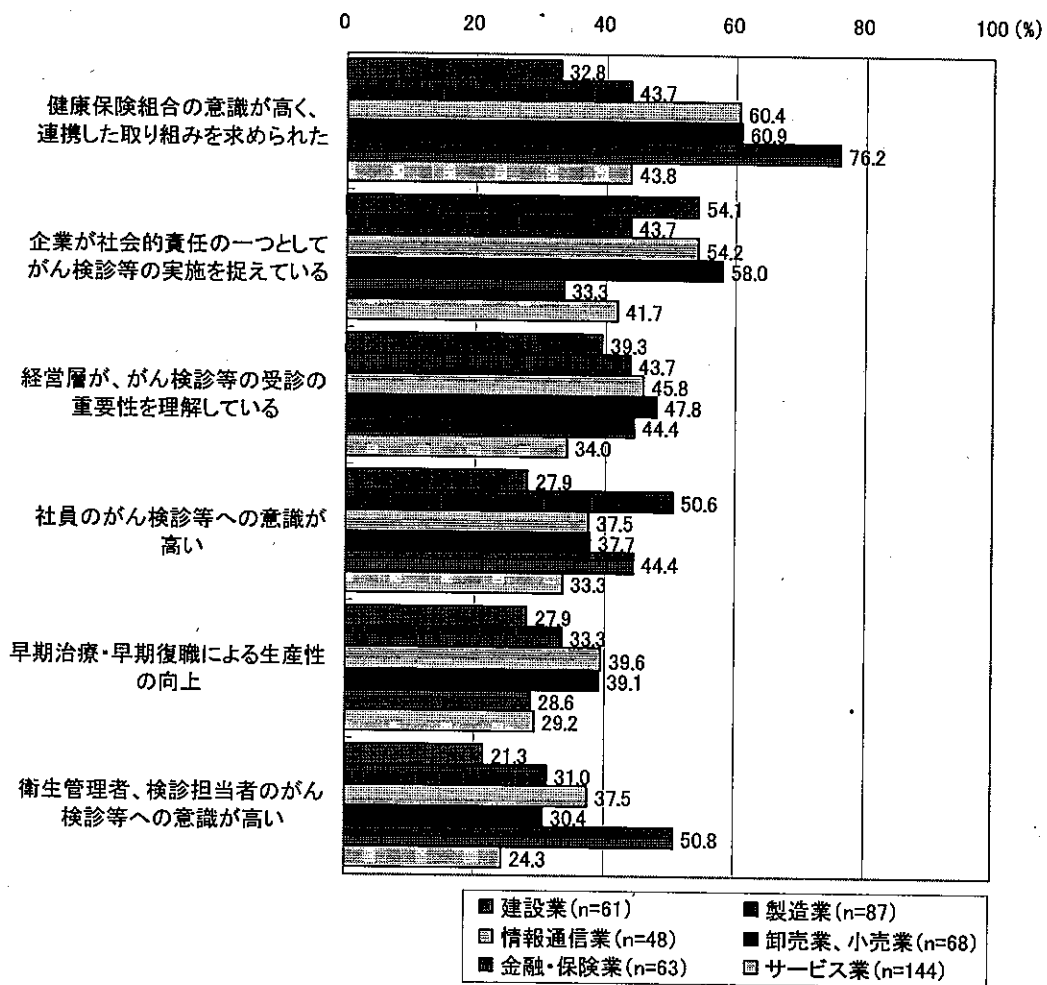 0 20 40 60 80 100 (%)
健康保険組合の意識が高く、
連携した取り組みを求められた
32.8
43.7
60.4
60.9
76.2
43.8
企業が社会的責任の一つとして
がん検診等の実施を捉えている
54.1
43.7
54.2
58.0
33.3
41.7
経営層が、がん検診等の受診の
重要性を理解している
39.3
43.7
45.8
47.8
44.4
34.0
社員のがん検診等への意識が
高い
27.9
50.6
37.5
37.7
44.4
33.3
早期治療・早期復職による生産性
の向上
27.9
33.3
39.6
39.1
28.6
29.2
衛生管理者、検診担当者のがん
検診等への意識が高い
21.3
31.0
37.5
30.4
50.8
24.3
建設業(n=61) 製造業(n=87)
情報通信業(n=48) 卸売業、小売業(n=68)
金融・保険業(n=63) サービス業(n=144)